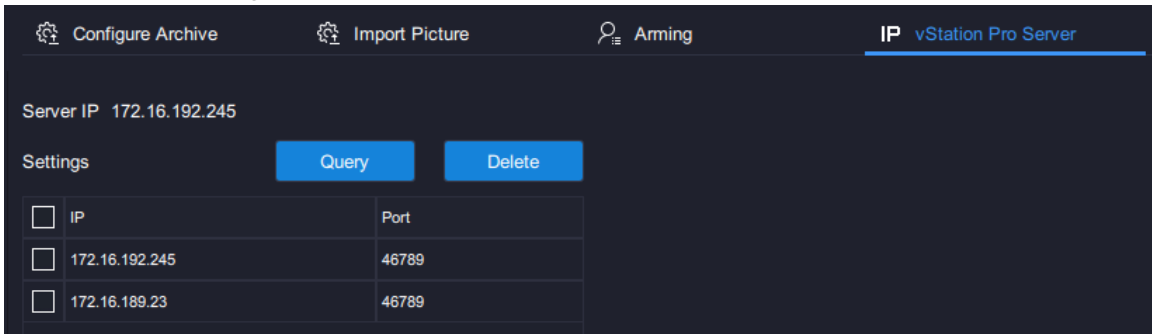 Configure Archive Import Picture Arming IP vStation Pro Server
Server IP 172.16.192.245
Settings Query Delete
IP Port
172.16.192.245 46789
172.16.189.23 46789